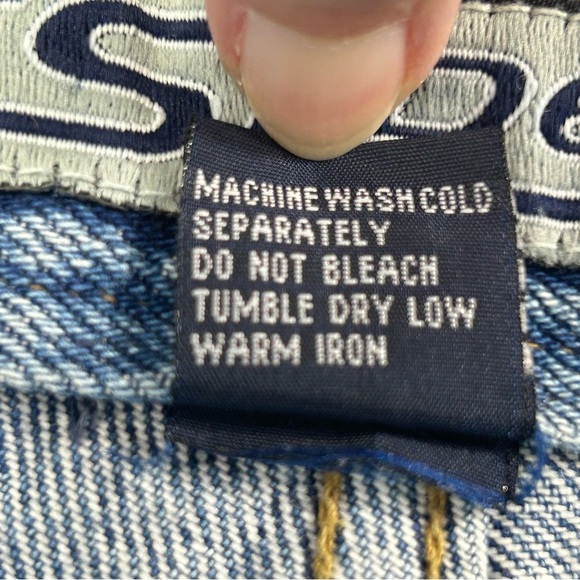 MACHINE WASH COLD
SEPARATELY
DO NOT BLEACH
TUMBLE DRY LOW
WARM IRON